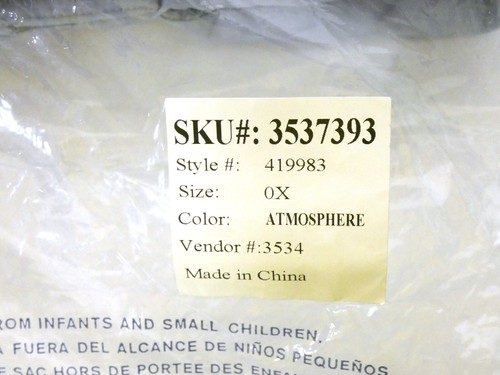 SKU#: 3537393
Style #: 419983
Size: 0X
Color: ATMOSPHERE
Vendor #:3534
Made in China
FROM INFANTS AND SMALL CHILDREN.
A FUERA DEL ALCANCE DE NIÑOS PEQUEÑOS
SAC HORS DE PORTEE DES